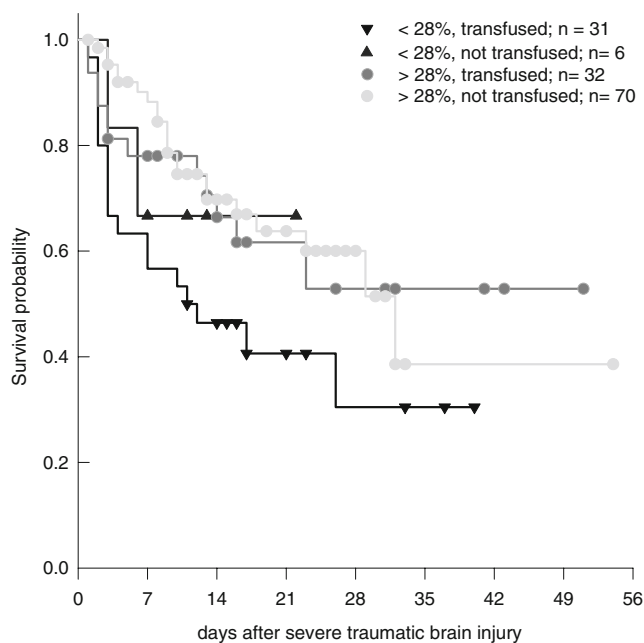 < 28%, transfused; n = 31
< 28%, not transfused; n= 6
> 28%, transfused; n= 32
> 28%, not transfused; n= 70
1.0
0.8
0.6
0.4
0.2
0.0
Survival probability
0 7 14 21 28 35 42 49 56
days after severe traumatic brain injury